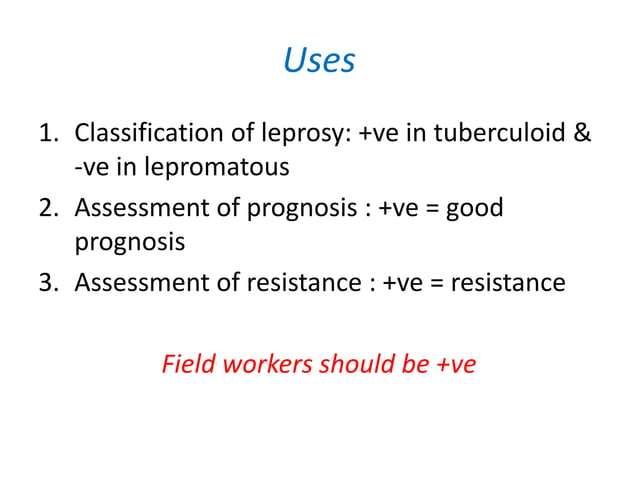 Uses
1. Classification of leprosy: +ve in tuberculoid &
-ve in lepromatous
2. Assessment of prognosis : +ve = good
prognosis
3. Assessment of resistance : +ve = resistance
Field workers should be +ve